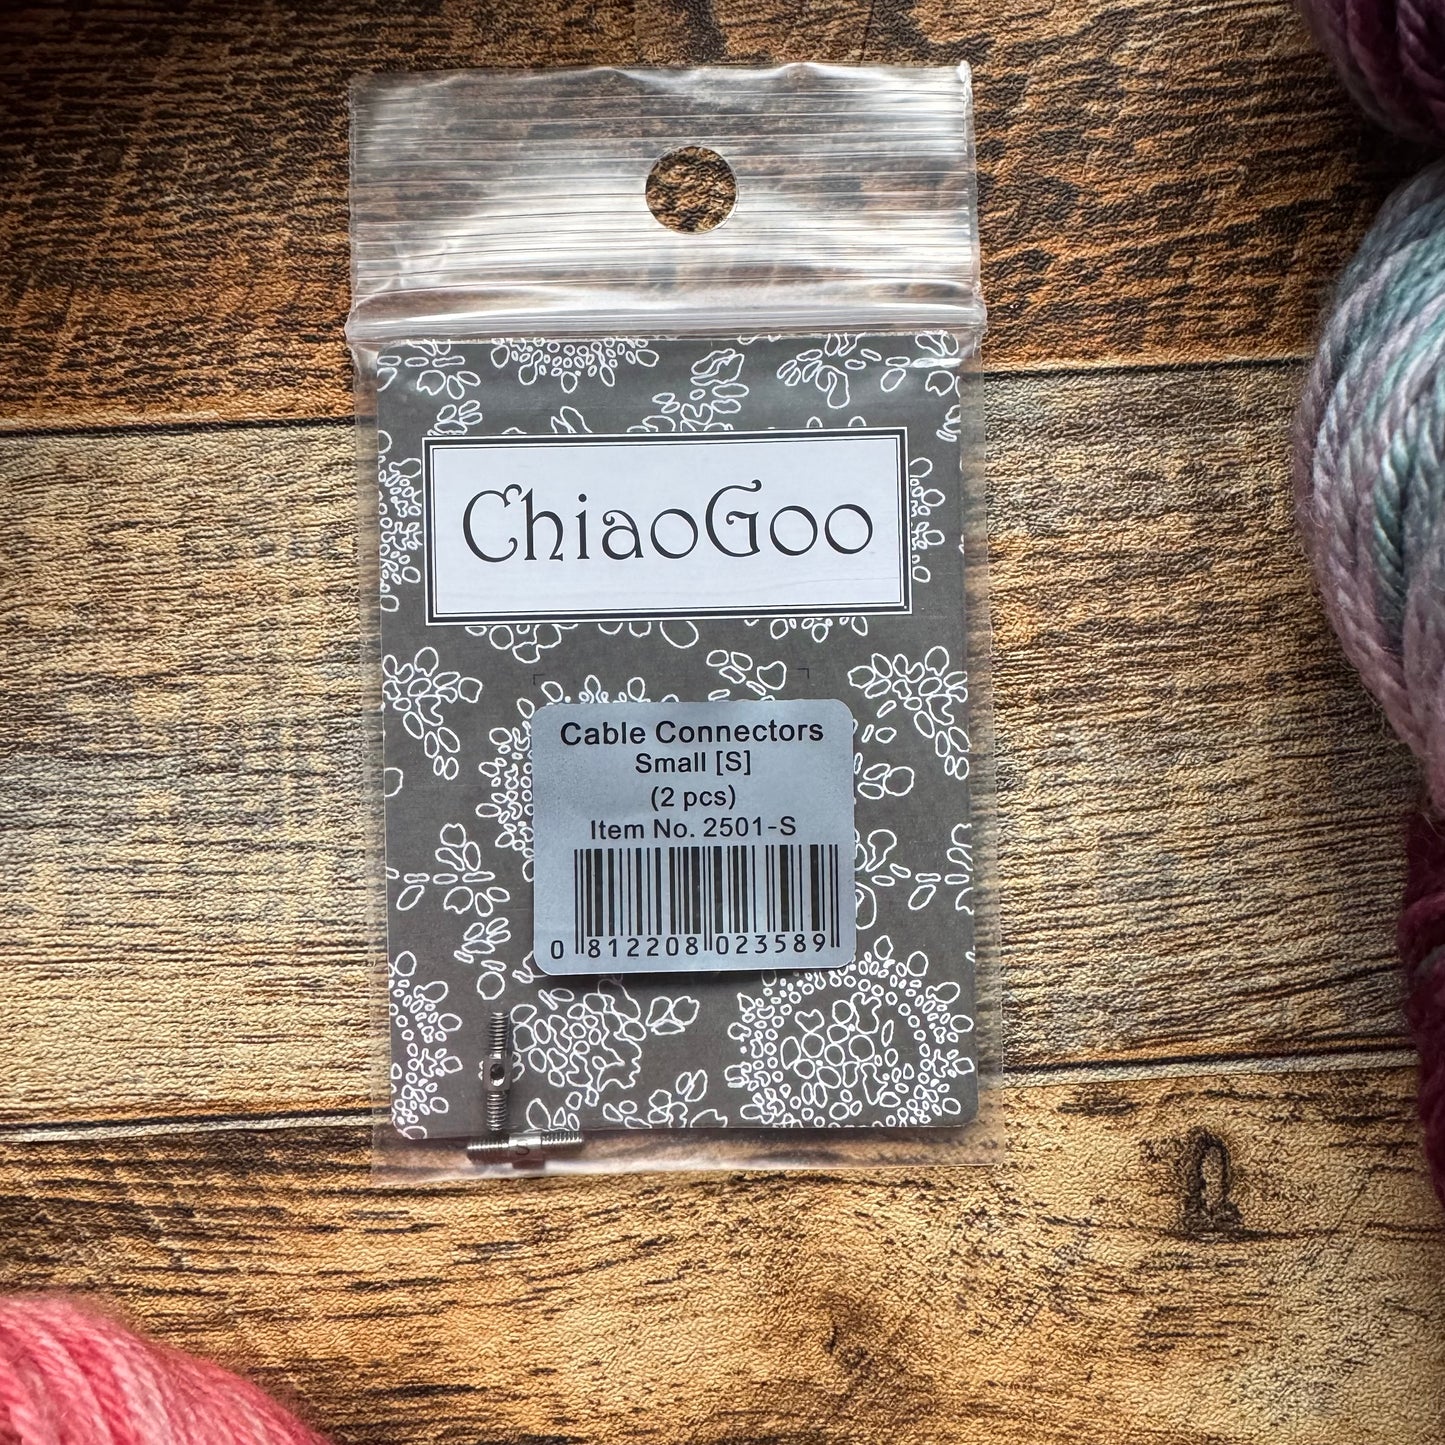 ChiaoGoo
Cable Connectors
Small [S]
(2 pcs)
Item No. 2501-S
0 812208 023589
S